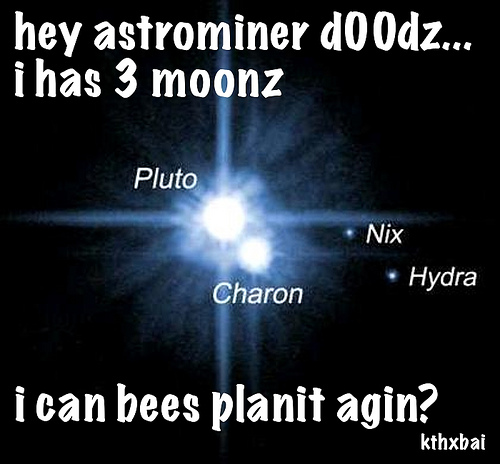 hey astrominer d00dz...
i has 3 moonz
Pluto
Nix
Hydra
Charon
i can bees planit agin?
kthxbai